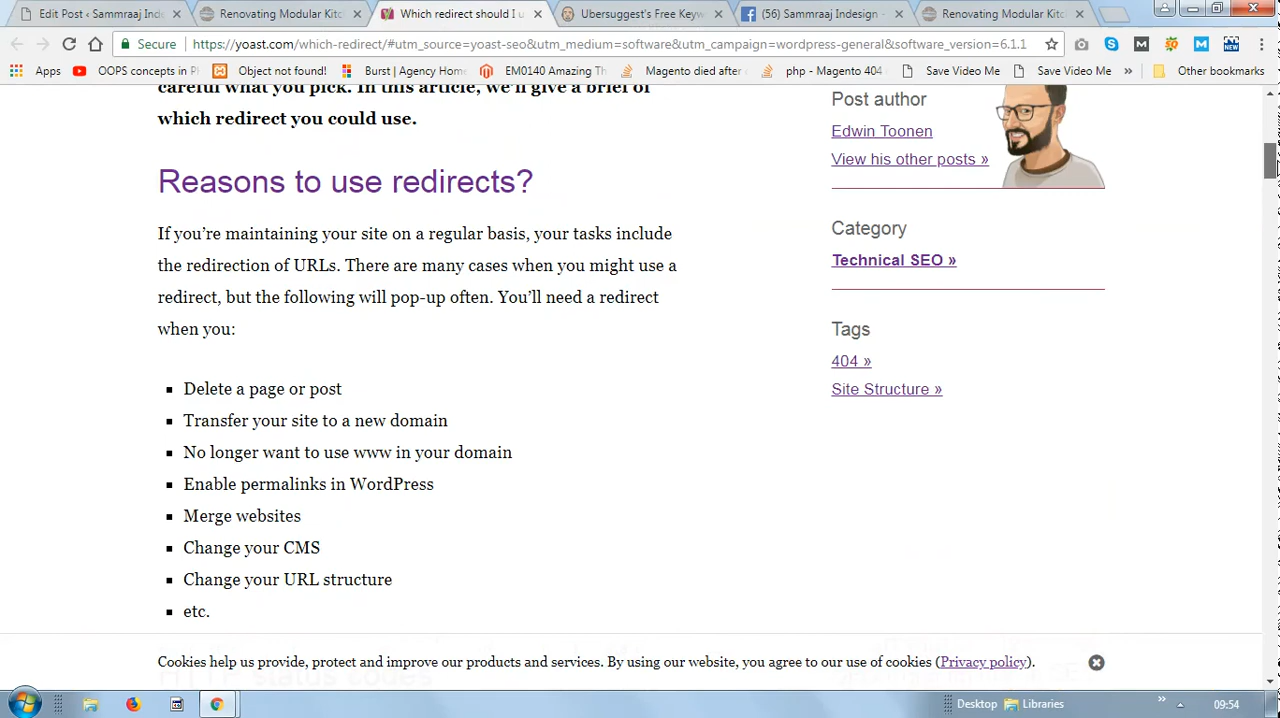 Edit Post ‹ Sammraaj Ind
Renovating Modular Kitc
Which redirect should I u
Ubersuggest's Free Keyw
(56) Sammraaj Indesign -
Renovating Modular Kitc
Secure
https://yoast.com/which-redirect/#utm_source=yoast-seo&utm_medium=software&utm_campaign=wordpress-general&software_version=6.1.1
Apps
OOPS concepts in P
Object not found!
Burst | Agency Home
EM0140 Amazing Th
Magento died after
php - Magento 404
Save Video Me
Save Video Me
»
Other bookmarks
careful what you pick. In this article, we'll give a brief of
which redirect you could use.
Reasons to use redirects?
If you're maintaining your site on a regular basis, your tasks include
the redirection of URLs. There are many cases when you might use a
redirect, but the following will pop-up often. You'll need a redirect
when you:
Delete a page or post
Transfer your site to a new domain
No longer want to use www in your domain
Enable permalinks in WordPress
Merge websites
Change your CMS
Change your URL structure
etc.
HTTP status codes
Post author
Edwin Toonen
View his other posts »
Category
Technical SEO »
Tags
404 »
Site Structure »
Cookies help us provide, protect and improve our products and services. By using our website, you agree to our use of cookies (Privacy policy).
Desktop
Libraries
»
09:54